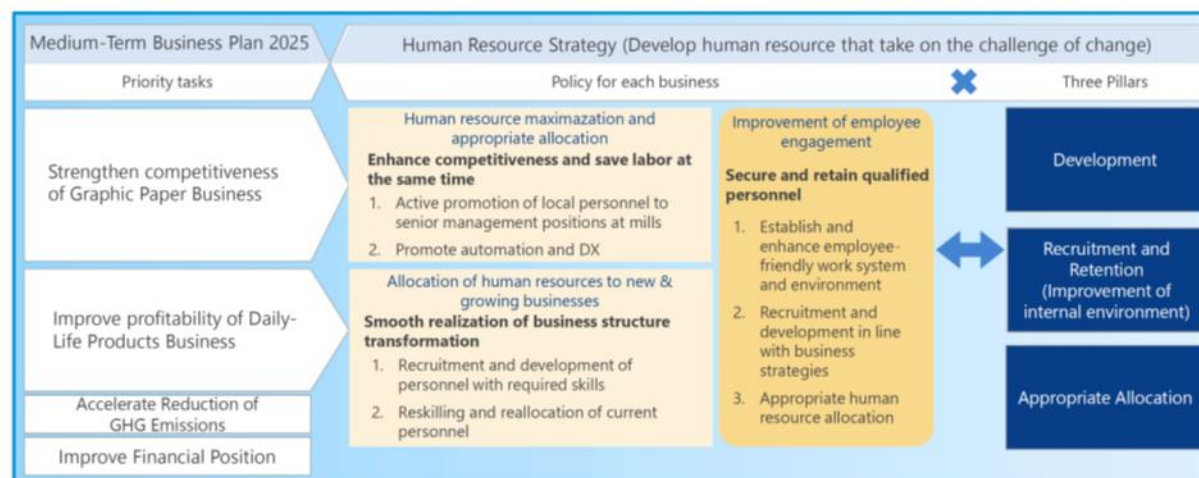 Medium-Term Business Plan 2025
Human Resource Strategy (Develop human resource that take on the challenge of change)
Priority tasks
Policy for each business
Three Pillars
Strengthen competitiveness
of Graphic Paper Business
Human resource maximazation and
appropriate allocation
Enhance competitiveness and save labor at
the same time
1. Active promotion of local personnel to
senior management positions at mills
2. Promote automation and DX
Improve profitability of Daily-
Life Products Business
Allocation of human resources to new &
growing businesses
Smooth realization of business structure
transformation
1. Recruitment and development of
personnel with required skills
2. Reskilling and reallocation of current
personnel
Accelerate Reduction of
GHG Emissions
Improve Financial Position
Improvement of employee
engagement
Secure and retain qualified
personnel
1. Establish and
enhance employee-
friendly work system
and environment
2. Recruitment and
development in line
with business
strategies
3. Appropriate human
resource allocation
Development
Recruitment and
Retention
(Improvement of
internal environment)
Appropriate Allocation